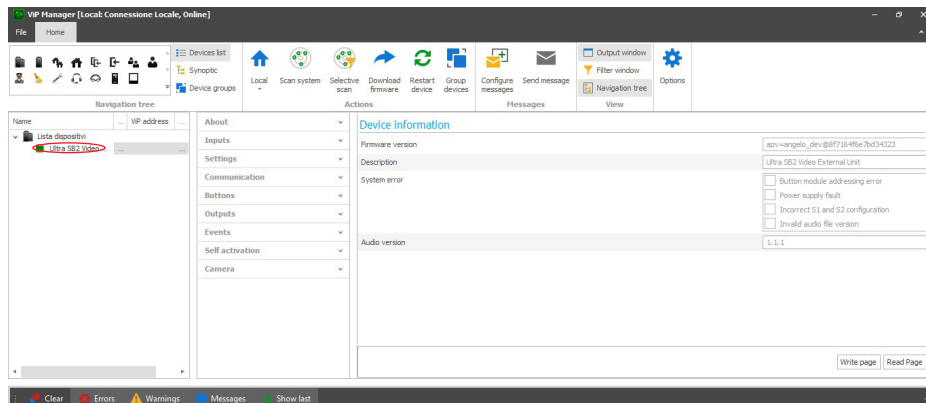 ViP Manager [Local: Connessione Locale, Online]
File Home
Devices list
Synoptic
Device groups
Navigation tree
Local
Scan system
Selective scan
Download firmware
Restart device
Group devices
Actions
Configure messages
Send message
Messages
Output window
Filter window
Navigation tree
View
Options
Name ... ViP address ...
Lista dispositivi
Ultra SB2 Video ... ... ...
About
Inputs
Settings
Communication
Buttons
Outputs
Events
Self activation
Camera
Device information
Firmware version apv=angelo_dev@8f7164f6e7bd34323
Description Ultra SB2 Video External Unit
System error
Button module addressing error
Power supply fault
Incorrect S1 and S2 configuration
Invalid audio file version
Audio version 1.1.1
Write page Read Page
Clear Errors Warnings Messages Show last